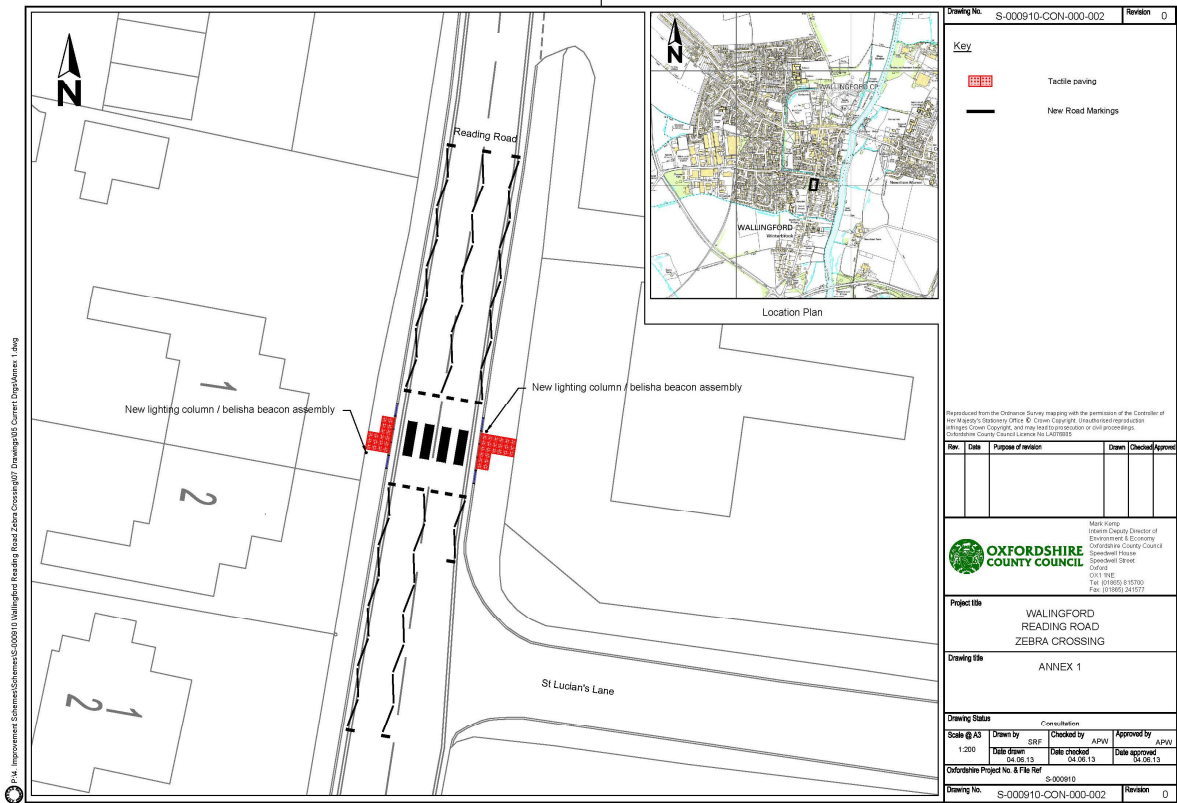 Drawing No. S-000910-CON-000-002 Revision 0
Key
Tactile paving
New Road Markings
N
Reading Road
N
WALLINGFORD CP
WALLINGFORD
Winterbrook
Location Plan
New lighting column / belisha beacon assembly
New lighting column / belisha beacon assembly
1
2
12
St Lucian's Lane
P:\4. Improvement Schemes\Schemes\S-000910 Wallingford Reading Road Zebra Crossing\07 Drawings\05 Current Drgs\Annex 1.dwg
Reproduced from the Ordnance Survey mapping with the permission of the Controller of
Her Majesty's Stationery Office © Crown Copyright. Unauthorised reproduction
infringes Crown Copyright, and may lead to prosecution or civil proceedings.
Oxfordshire County Council Licence No
Rev. Date Purpose of revision Drawn Checked Approved
OXFORDSHIRE
COUNTY COUNCIL
Mark Kemp
Interim Deputy Director of
Environment & Economy
Oxfordshire County Council
Speedwell House
Speedwell Street
Oxford
OX1 1NE
Tel. (01865) 815700
Fax: (01865) 241577
Project title
WALINGFORD
READING ROAD
ZEBRA CROSSING
Drawing title
ANNEX 1
Drawing Status Consultation
Scale @ A3 1:200
Drawn by SRF Checked by APW Approved by APW
Date drawn 04.06.13 Date checked 04.06.13 Date approved 04.06.13
Oxfordshire Project No. & File Ref
S-000910
Drawing No. S-000910-CON-000-002 Revision 0